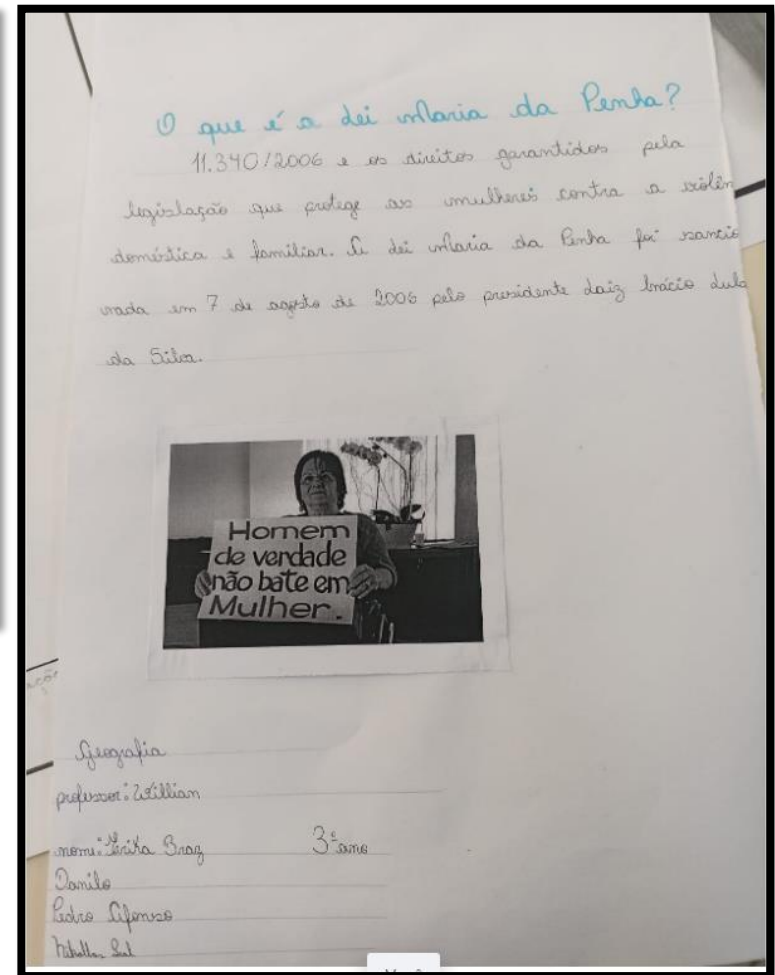 O que é a Lei Maria da Penha?
11.340/2006 e os direitos garantidos pela
legislação que protege as mulheres contra a violên
doméstica e familiar. A Lei Maria da Penha foi sancio
nada em 7 de agosto de 2006 pelo presidente Luiz Inácio Lula
da Silva.
Homem
de verdade
não bate em
Mulher.
Geografia
professor: Willian
nome: Erika Braz 3º ano
Danilo
Pedro Afonso